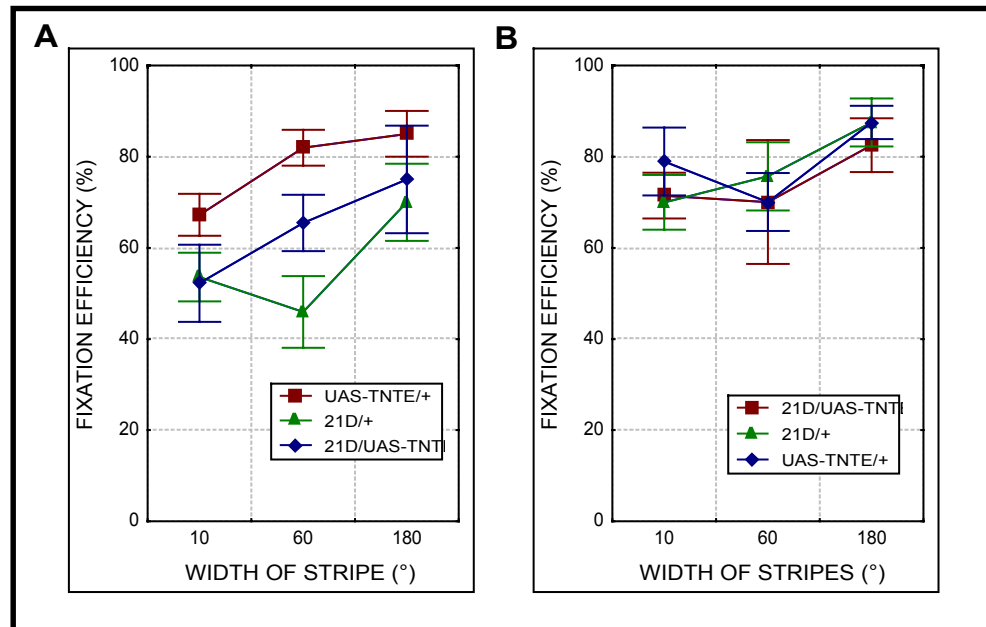 A
FIXATION EFFICIENCY (%)
100
80
60
40
20
0
UAS-TNTE/+
21D/+
21D/UAS-TNT
10 60 180
WIDTH OF STRIPE (°)
B
FIXATION EFFICIENCY (%)
100
80
60
40
20
0
21D/UAS-TNTE
21D/+
UAS-TNTE/+
10 60 180
WIDTH OF STRIPES (°)